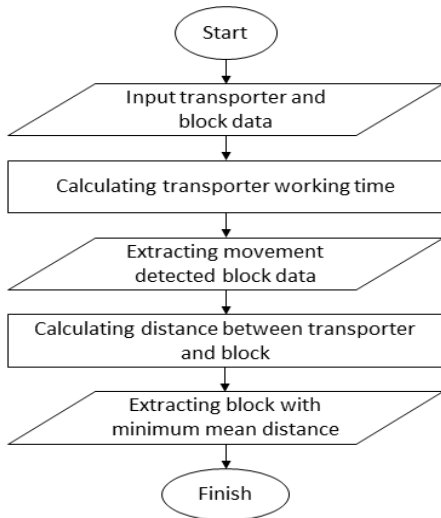 Start
Input transporter and
block data
Calculating transporter working time
Extracting movement
detected block data
Calculating distance between transporter
and block
Extracting block with
minimum mean distance
Finish